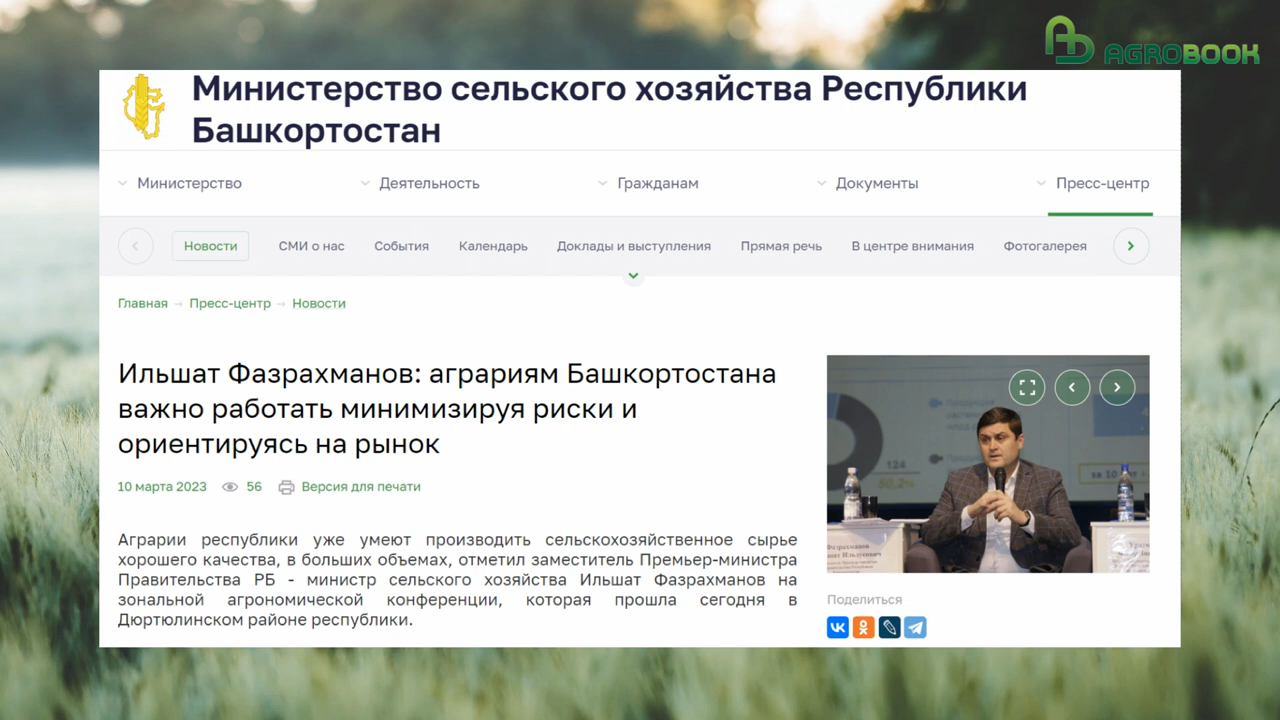 AGROBOOK
Министерство сельского хозяйства Республики
Башкортостан
Министерство
Деятельность
Гражданам
Документы
Пресс-центр
Новости
СМИ о нас
События
Календарь
Доклады и выступления
Прямая речь
В центре внимания
Фотогалерея
Главная → Пресс-центр → Новости
Ильшат Фазрахманов: аграриям Башкортостана
важно работать минимизируя риски и
ориентируясь на рынок
10 марта 2023 56 Версия для печати
Аграрии республики уже умеют производить сельскохозяйственное сырье
хорошего качества, в больших объемах, отметил заместитель Премьер-министра
Правительства РБ - министр сельского хозяйства Ильшат Фазрахманов на
зональной агрономической конференции, которая прошла сегодня в
Дюртюлинском районе республики.
124
Фазрахманов
Поделиться